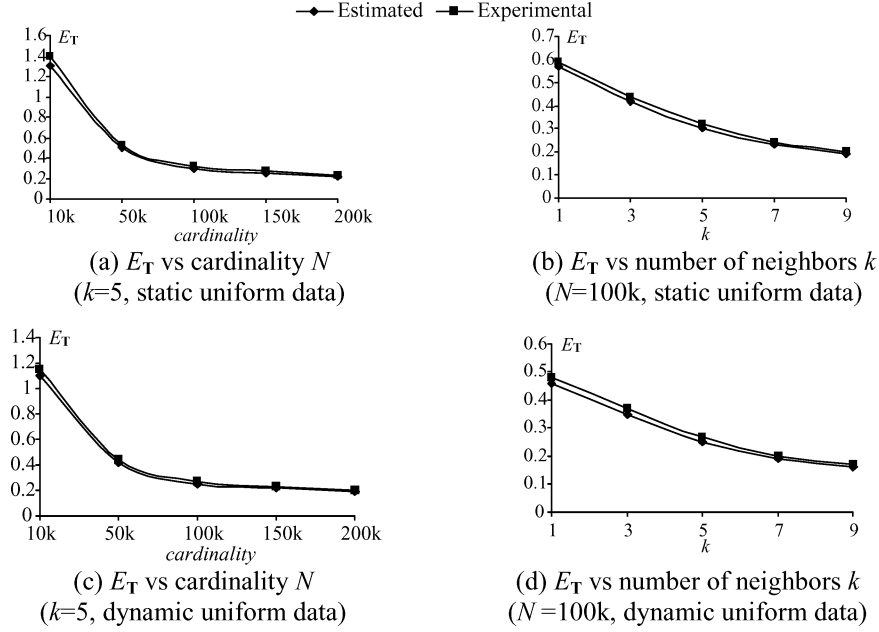 Estimated Experimental
E_T
1.6
1.4
1.2
1
0.8
0.6
0.4
0.2
0
10k 50k 100k 150k 200k
cardinality
(a) E_T vs cardinality N
(k=5, static uniform data)
E_T
0.7
0.6
0.5
0.4
0.3
0.2
0.1
0
1 3 5 7 9
k
(b) E_T vs number of neighbors k
(N=100k, static uniform data)
E_T
1.4
1.2
1
0.8
0.6
0.4
0.2
0
10k 50k 100k 150k 200k
cardinality
(c) E_T vs cardinality N
(k=5, dynamic uniform data)
E_T
0.6
0.5
0.4
0.3
0.2
0.1
0
1 3 5 7 9
k
(d) E_T vs number of neighbors k
(N =100k, dynamic uniform data)